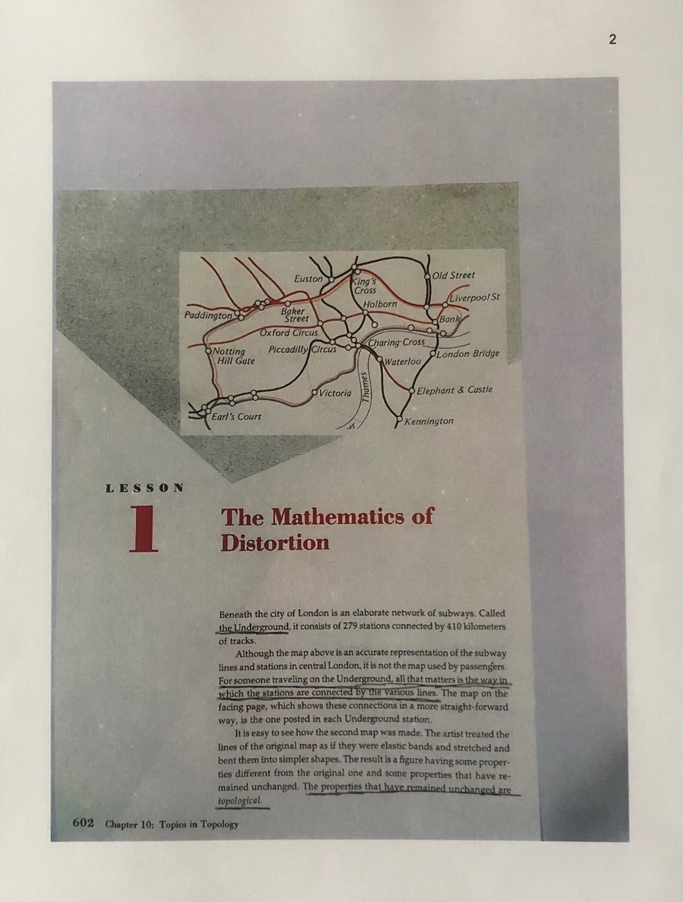 2
Euston
King's
Cross
Old Street
Liverpool St
Paddington
Baker
Street
Holborn
Bank
Oxford Circus
Notting
Hill Gate
Piccadilly Circus
Charing Cross
London Bridge
Waterloo
Victoria
Thames
Elephant & Castle
Earl's Court
Kennington
LESSON
1
The Mathematics of
Distortion
Beneath the city of London is an elaborate network of subways. Called
the Underground, it consists of 279 stations connected by 410 kilometers
of tracks.
Although the map above is an accurate representation of the subway
lines and stations in central London, it is not the map used by passengers.
For someone traveling on the Underground, all that matters is the way in
which the stations are connected by the various lines. The map on the
facing page, which shows these connections in a more straight-forward
way, is the one posted in each Underground station.
It is easy to see how the second map was made. The artist treated the
lines of the original map as if they were elastic bands and stretched and
bent them into simpler shapes. The result is a figure having some proper-
ties different from the original one and some properties that have re-
mained unchanged. The properties that have remained unchanged are
topological.
602 Chapter 10: Topics in Topology